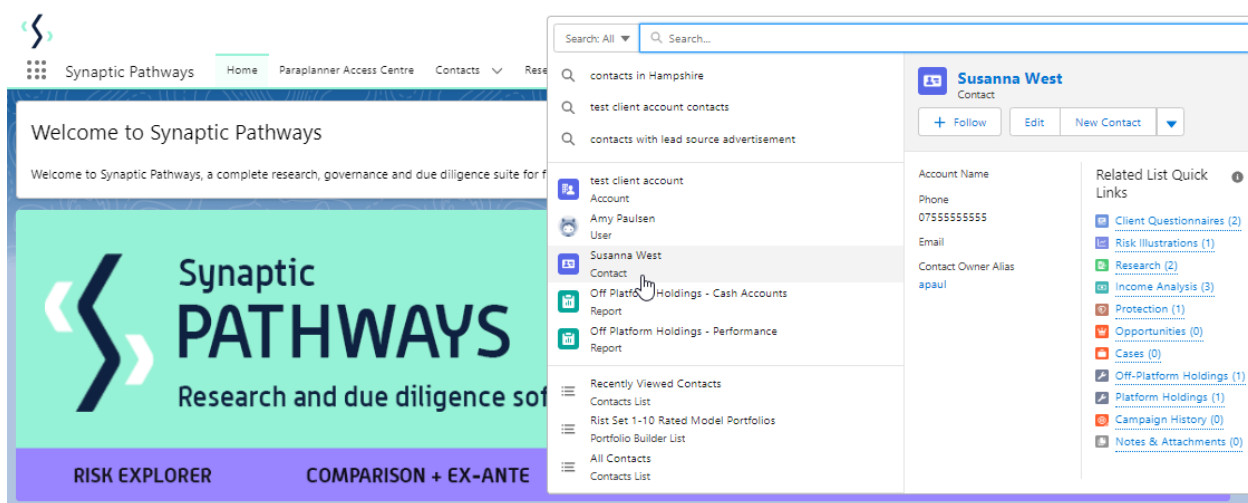 Search: All
Search...
Synaptic Pathways
Home
Paraplanner Access Centre
Contacts
Rese
Welcome to Synaptic Pathways
Welcome to Synaptic Pathways, a complete research, governance and due diligence suite for f
Synaptic
PATHWAYS
Research and due diligence sof
RISK EXPLORER
COMPARISON + EX-ANTE
contacts in Hampshire
test client account contacts
contacts with lead source advertisement
test client account
Account
Amy Paulsen
User
Susanna West
Contact
Off Platform Holdings - Cash Accounts
Report
Off Platform Holdings - Performance
Report
Recently Viewed Contacts
Contacts List
Rist Set 1-10 Rated Model Portfolios
Portfolio Builder List
All Contacts
Contacts List
Susanna West
Contact
+ Follow
Edit
New Contact
Account Name
Phone
07555555555
Email
Contact Owner Alias
apaul
Related List Quick
Links
Client Questionnaires (2)
Risk Illustrations (1)
Research (2)
Income Analysis (3)
Protection (1)
Opportunities (0)
Cases (0)
Off-Platform Holdings (1)
Platform Holdings (1)
Campaign History (0)
Notes & Attachments (0)